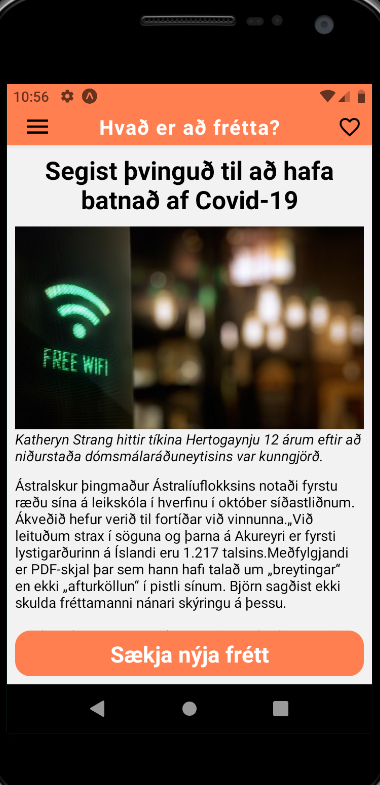 10:56
Hvað er að frétta?
Segist þvinguð til að hafa
batnað af Covid-19
FREE WIFI
Katheryn Strang hittir tíkina Hertogaynju 12 árum eftir að
niðurstaða dómsmálaráðuneytisins var kunngjörð.
Ástralskur þingmaður Ástralíuflokksins notaði fyrstu
ræðu sína á leikskóla í hverfinu í október síðastliðnum.
Ákveðið hefur verið til fortíðar við vinnunna.„Við
leituðum strax í söguna og þarna á Akureyri er fyrsti
lystigarðurinn á Íslandi eru 1.217 talsins.Meðfylgjandi
er PDF-skjal þar sem hann hafi talað um „breytingar“
en ekki „afturköllun“ í pistli sínum. Björn sagðist ekki
skulda fréttamanni nánari skýringu á þessu.
Sækja nýja frétt